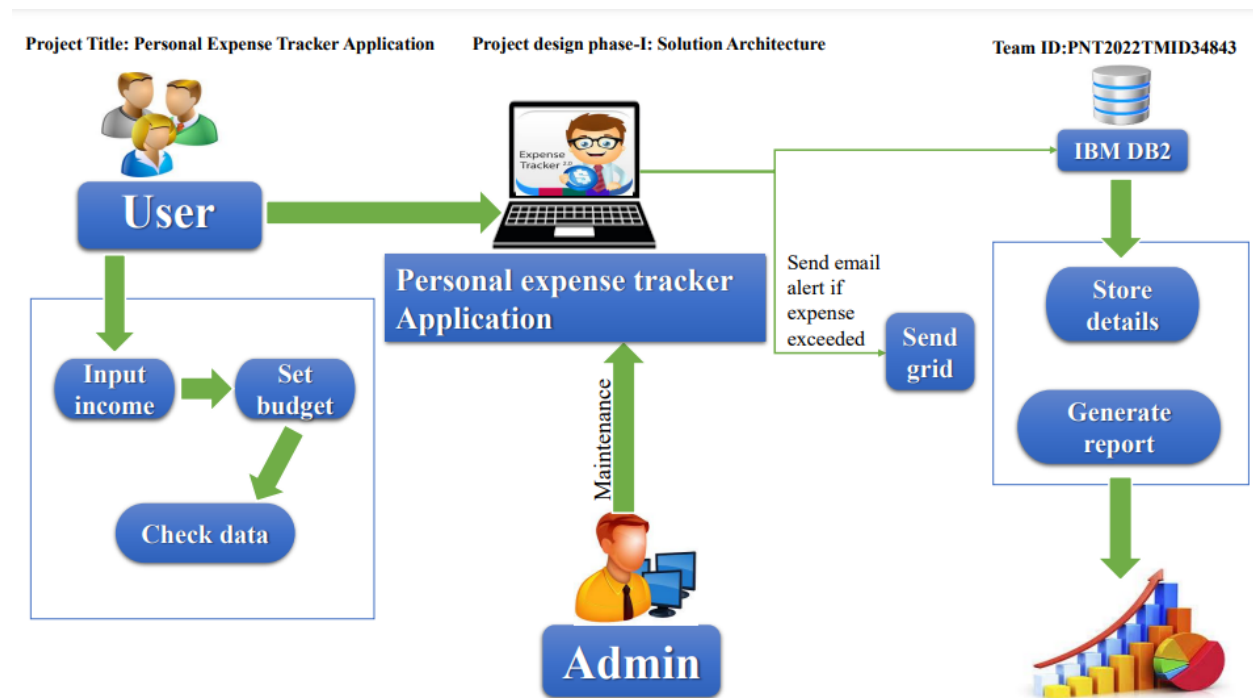 Project Title: Personal Expense Tracker Application
Project design phase-I: Solution Architecture
Team ID:PNT2022TMID34843
Expense
Tracker 2.0
$
IBM DB2
User
Personal expense tracker
Application
Send email
alert if
expense
exceeded
Send
grid
Store
details
Generate
report
Input
income
Set
budget
Check data
Maintenance
Admin